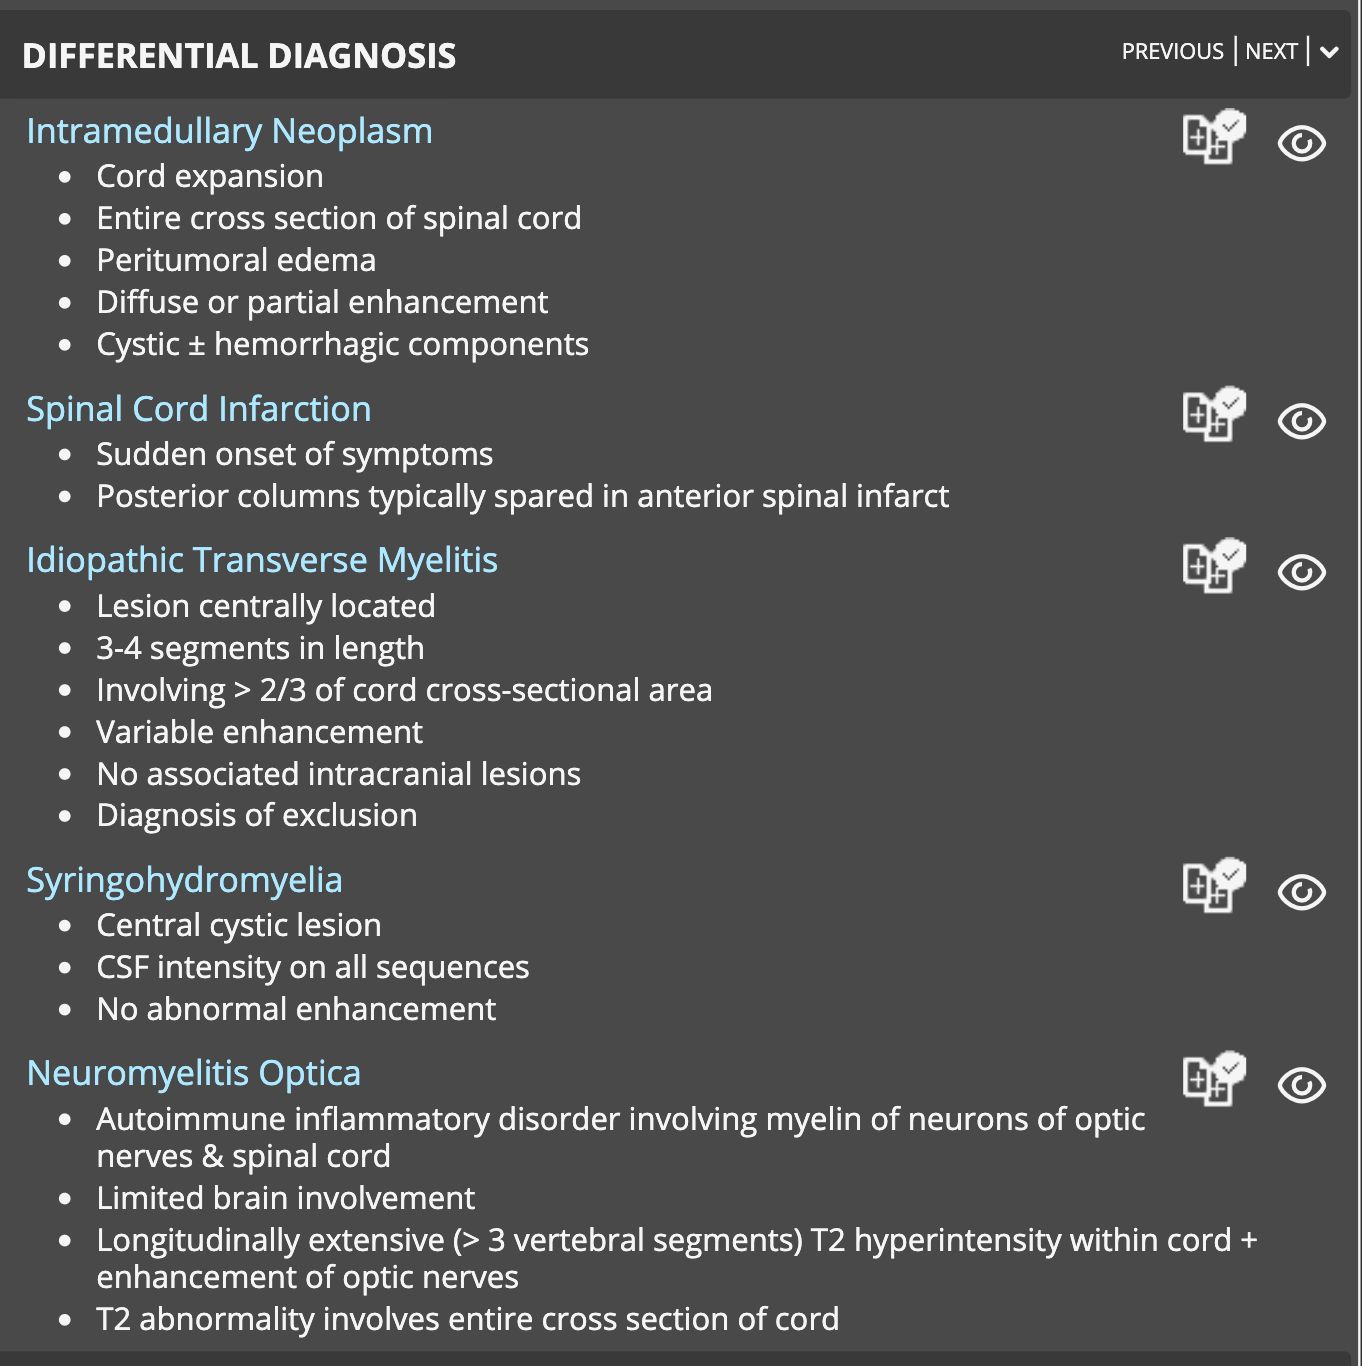 DIFFERENTIAL DIAGNOSIS
PREVIOUS | NEXT |
Intramedullary Neoplasm
• Cord expansion
• Entire cross section of spinal cord
• Peritumoral edema
• Diffuse or partial enhancement
• Cystic ± hemorrhagic components
Spinal Cord Infarction
• Sudden onset of symptoms
• Posterior columns typically spared in anterior spinal infarct
Idiopathic Transverse Myelitis
• Lesion centrally located
• 3-4 segments in length
• Involving > 2/3 of cord cross-sectional area
• Variable enhancement
• No associated intracranial lesions
• Diagnosis of exclusion
Syringohydromyelia
• Central cystic lesion
• CSF intensity on all sequences
• No abnormal enhancement
Neuromyelitis Optica
• Autoimmune inflammatory disorder involving myelin of neurons of optic
nerves & spinal cord
• Limited brain involvement
• Longitudinally extensive (> 3 vertebral segments) T2 hyperintensity within cord +
enhancement of optic nerves
• T2 abnormality involves entire cross section of cord